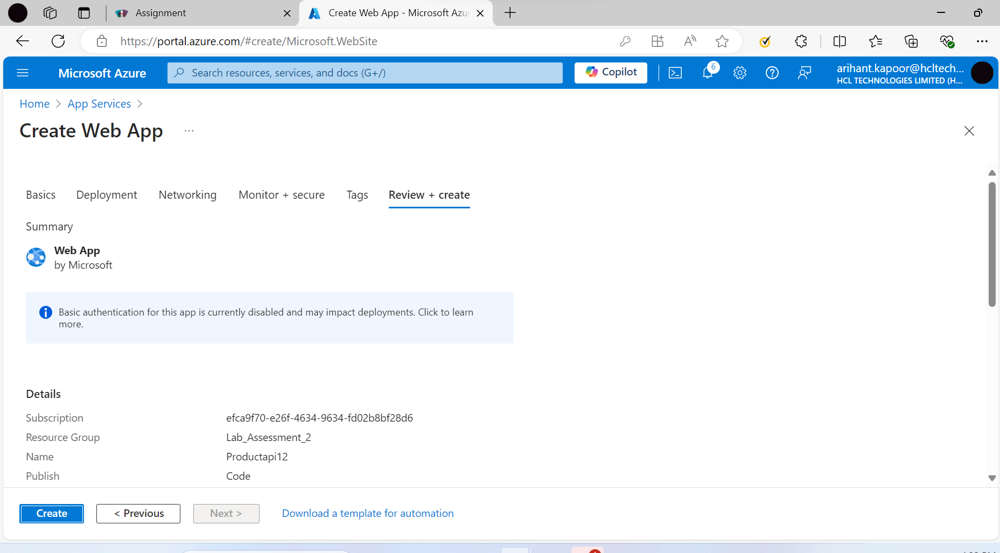 Assignment
Create Web App - Microsoft Azu
https://portal.azure.com/#create/Microsoft.WebSite
Microsoft Azure
Search resources, services, and docs (G+/)
Copilot
6
arihant.kapoor@hcltech...
HCL TECHNOLOGIES LIMITED (H...
Home > App Services >
Create Web App ...
Basics Deployment Networking Monitor + secure Tags Review + create
Summary
Web App
by Microsoft
Basic authentication for this app is currently disabled and may impact deployments. Click to learn
more.
Details
Subscription efca9f70-e26f-4634-9634-fd02b8bf28d6
Resource Group Lab_Assessment_2
Name Productapi12
Publish Code
Create
< Previous
Next >
Download a template for automation